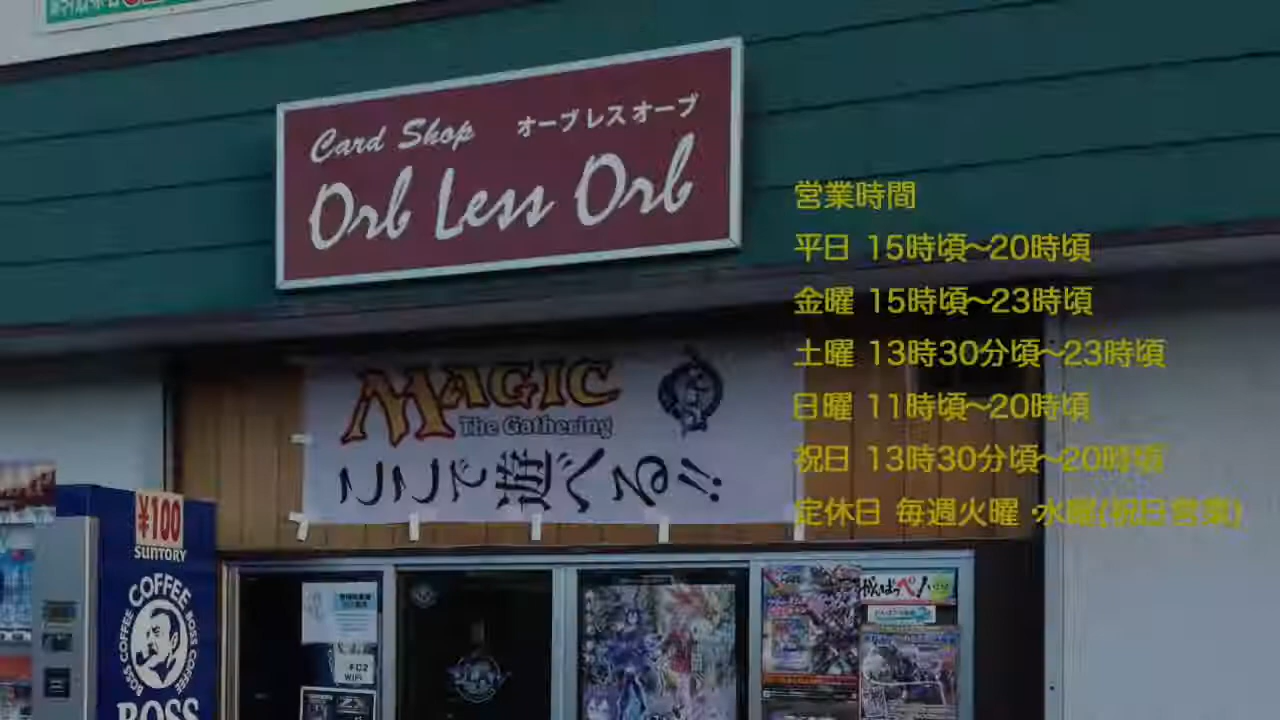 Card Shop オーブレスオーブ
Orb Less Orb
営業時間
平日 15時頃〜20時頃
金曜 15時頃〜23時頃
土曜 13時30分頃〜23時頃
日曜 11時頃〜20時頃
祝日 13時30分頃〜20時頃
定休日 毎週火曜・水曜(祝日営業)
MAGIC
The Gathering
ここで遊べる!!
¥100
SUNTORY
COFFEE BOSS COFFEE BOSS COFFEE
BOSS
がんばっぺ!
WiFi